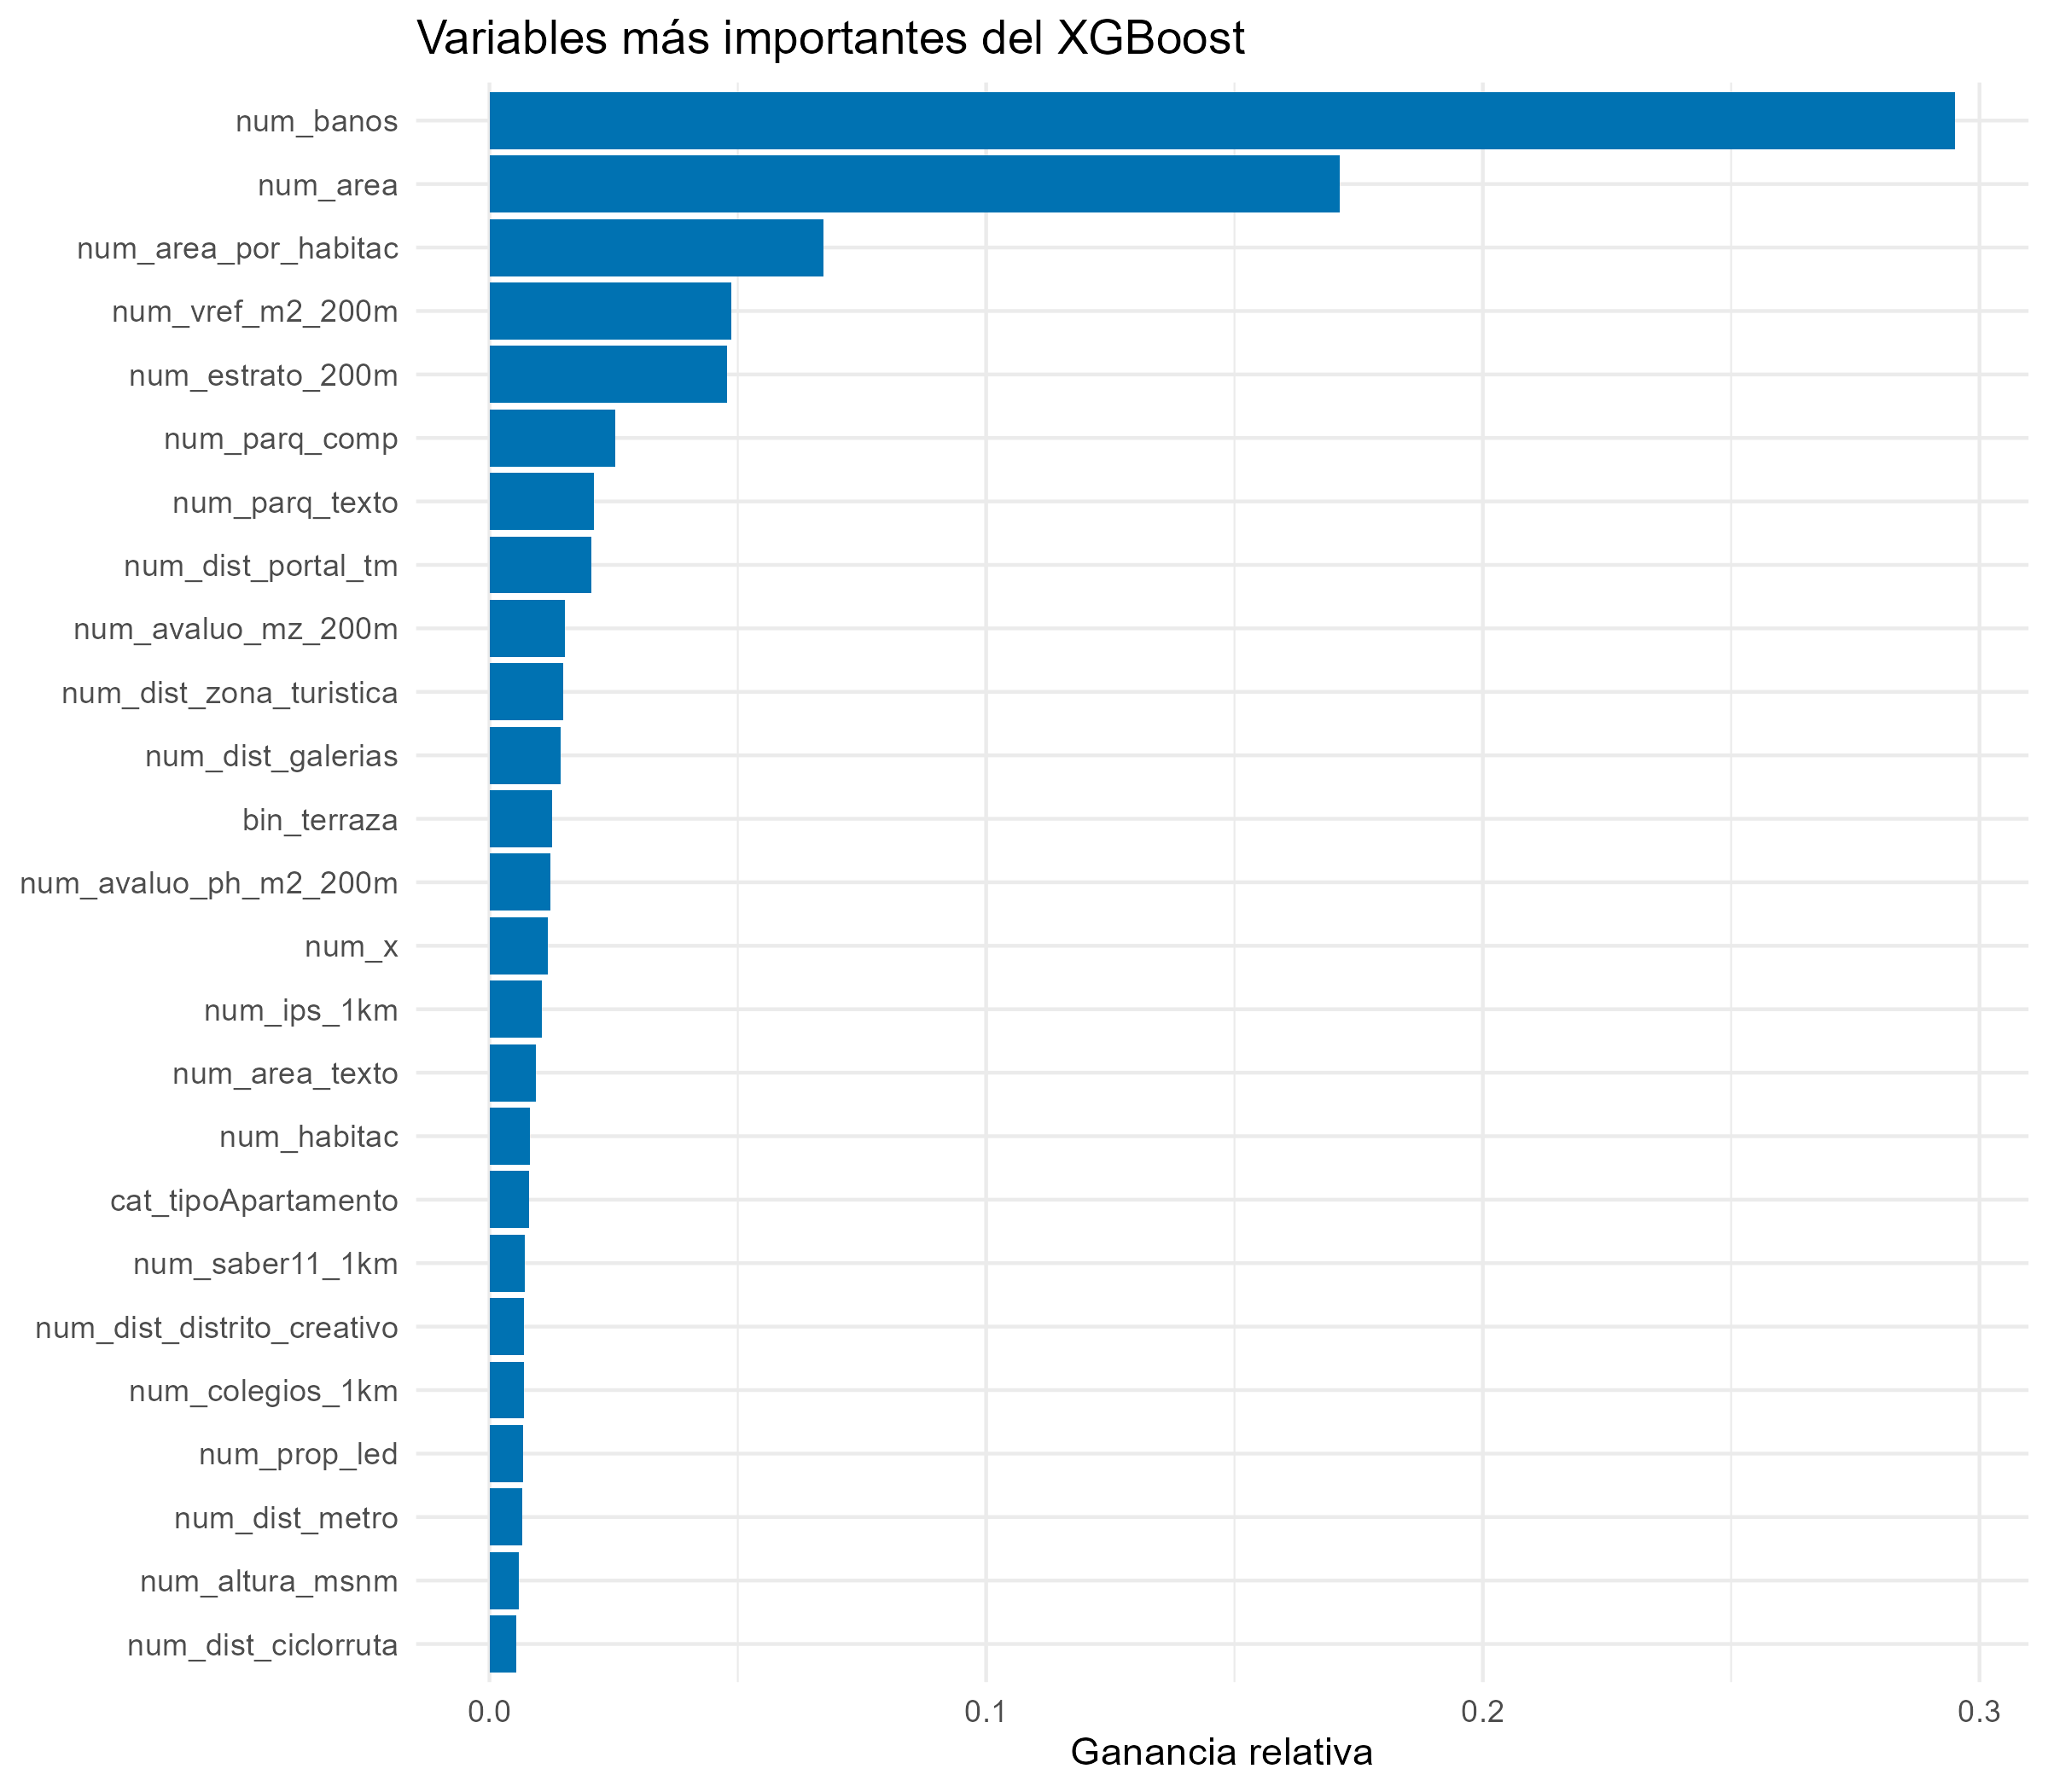 Variables más importantes del XGBoost
num_banos
num_area
num_area_por_habitac
num_vref_m2_200m
num_estrato_200m
num_parq_comp
num_parq_texto
num_dist_portal_tm
num_avaluo_mz_200m
num_dist_zona_turistica
num_dist_galerias
bin_terraza
num_avaluo_ph_m2_200m
num_x
num_ips_1km
num_area_texto
num_habitac
cat_tipoApartamento
num_saber11_1km
num_dist_distrito_creativo
num_colegios_1km
num_prop_led
num_dist_metro
num_altura_msnm
num_dist_ciclorruta
0.0 0.1 0.2 0.3
Ganancia relativa